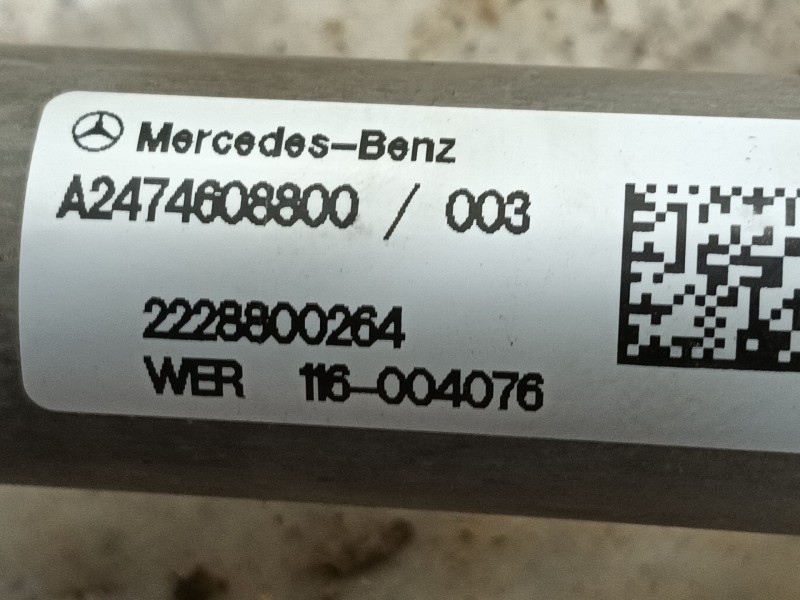 Mercedes-Benz
A2474608800 / 003
2228800264
WER 116-004076